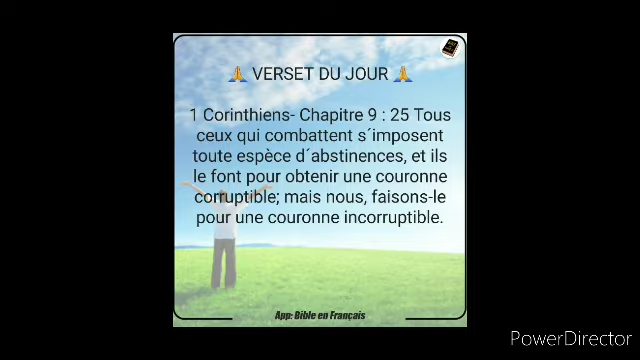 🙏 VERSET DU JOUR 🙏
1 Corinthiens- Chapitre 9 : 25 Tous
ceux qui combattent s´imposent
toute espèce d´abstinences, et ils
le font pour obtenir une couronne
corruptible; mais nous, faisons-le
pour une couronne incorruptible.
App: Bible en Français
PowerDirector